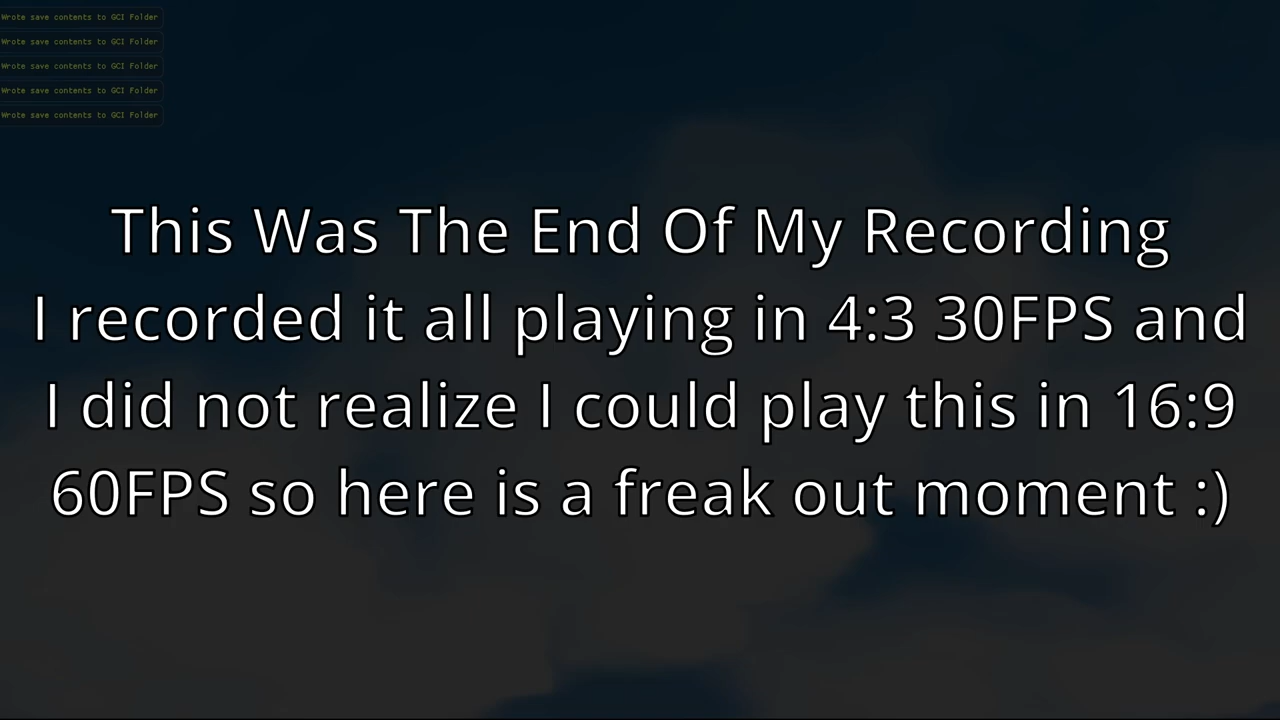 Wrote save contents to GCI Folder
Wrote save contents to GCI Folder
Wrote save contents to GCI Folder
Wrote save contents to GCI Folder
Wrote save contents to GCI Folder
This Was The End Of My Recording
I recorded it all playing in 4:3 30FPS and
I did not realize I could play this in 16:9
60FPS so here is a freak out moment :)